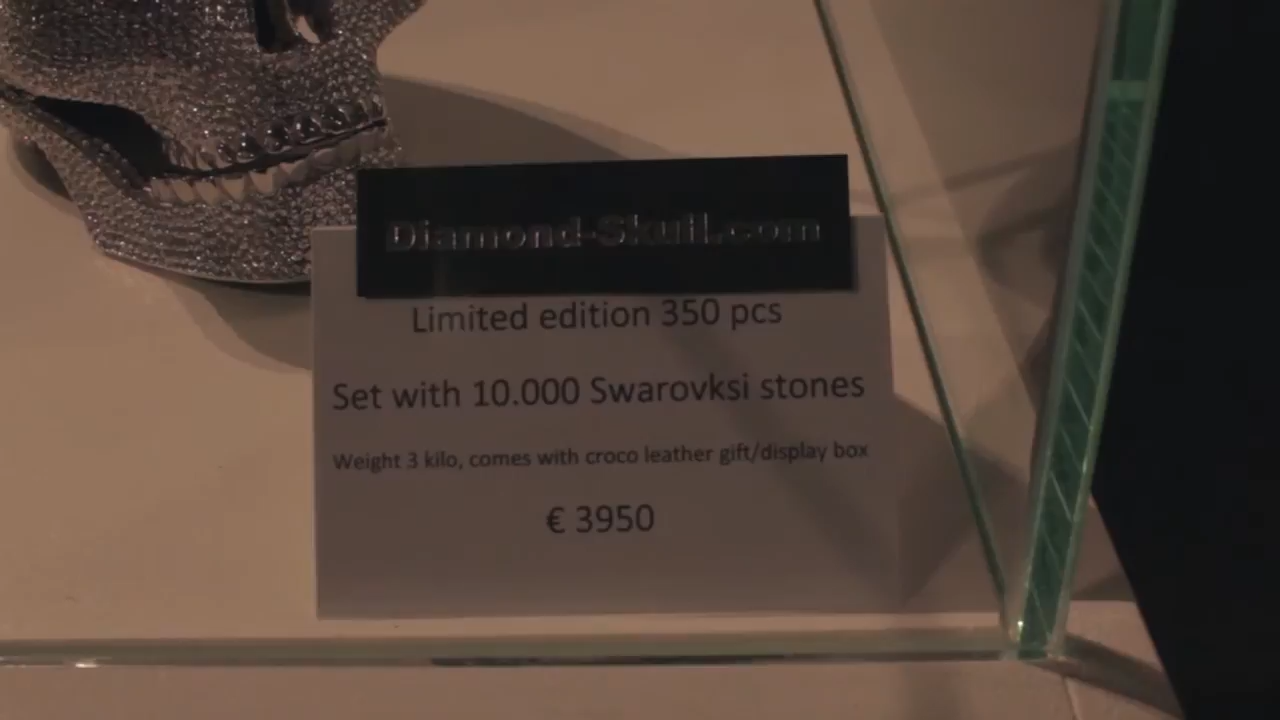 Diamond-Skull.com
Limited edition 350 pcs
Set with 10.000 Swarovksi stones
Weight 3 kilo, comes with croco leather gift/display box
€ 3950